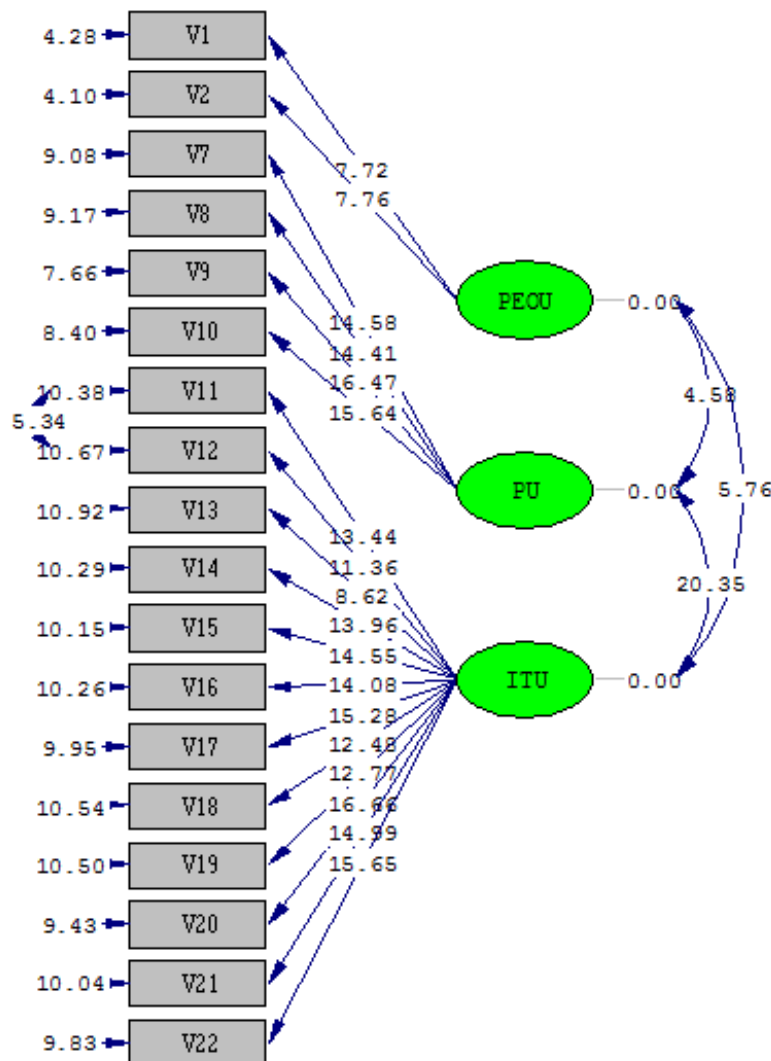 4.28 V1
4.10 V2
9.08 V7
7.72
7.76
9.17 V8
7.66 V9
PEOU 0.00
8.40 V10
14.58
14.41
16.47
15.64
10.38 V11
4.58
5.34
10.67 V12
PU 0.00 5.76
10.92 V13
13.44
11.36
8.62
13.96
14.55
14.08
15.28
12.48
12.77
16.66
14.99
15.65
10.29 V14
20.35
10.15 V15
10.26 V16
ITU 0.00
9.95 V17
10.54 V18
10.50 V19
9.43 V20
10.04 V21
9.83 V22